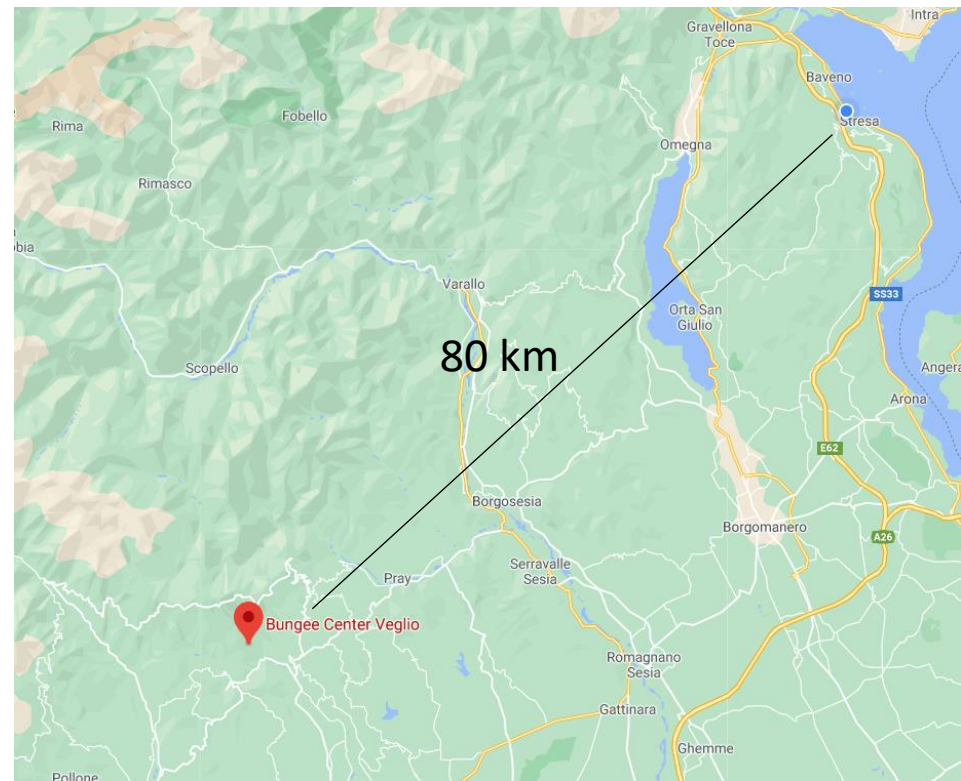 Intra
Gravellona
Toce
Baveno
Fobello
Stresa
Rima
Omegna
Rimasco
Varallo
SS33
Orta San
Giulio
80 km
Scopello
Angera
Arona
E62
Borgosesia
Borgomanero
A26
Serravalle
Sesia
Pray
Bungee Center Veglio
Romagnano
Sesia
Gattinara
Ghemme
Pollone